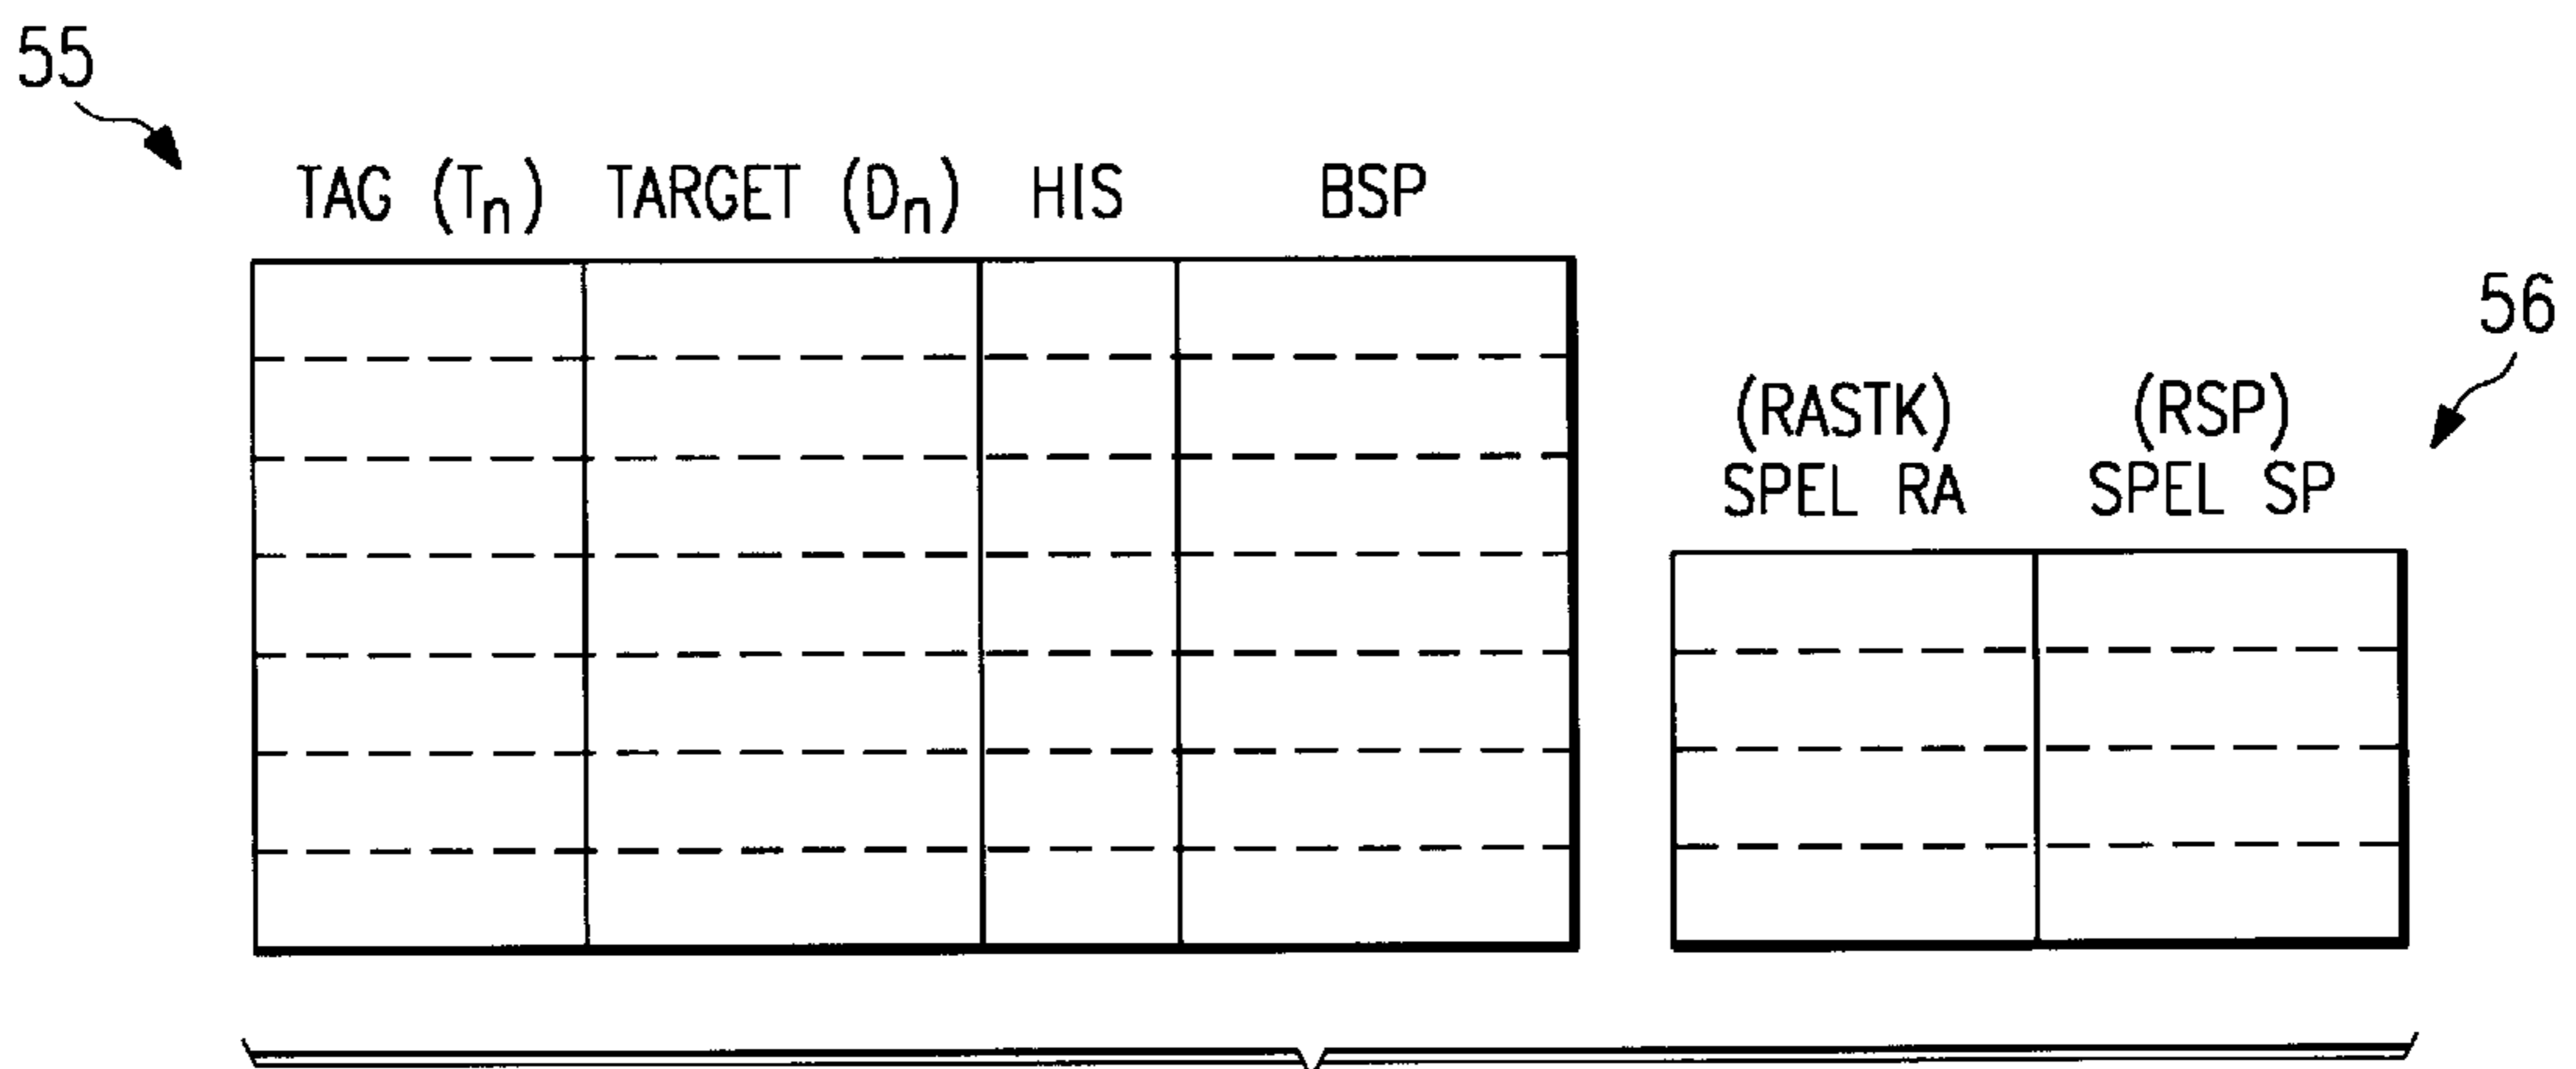 55
TAG (Tn) TARGET (Dn) HIS BSP
56
(RASTK) (RSP)
SPEL RA SPEL SP